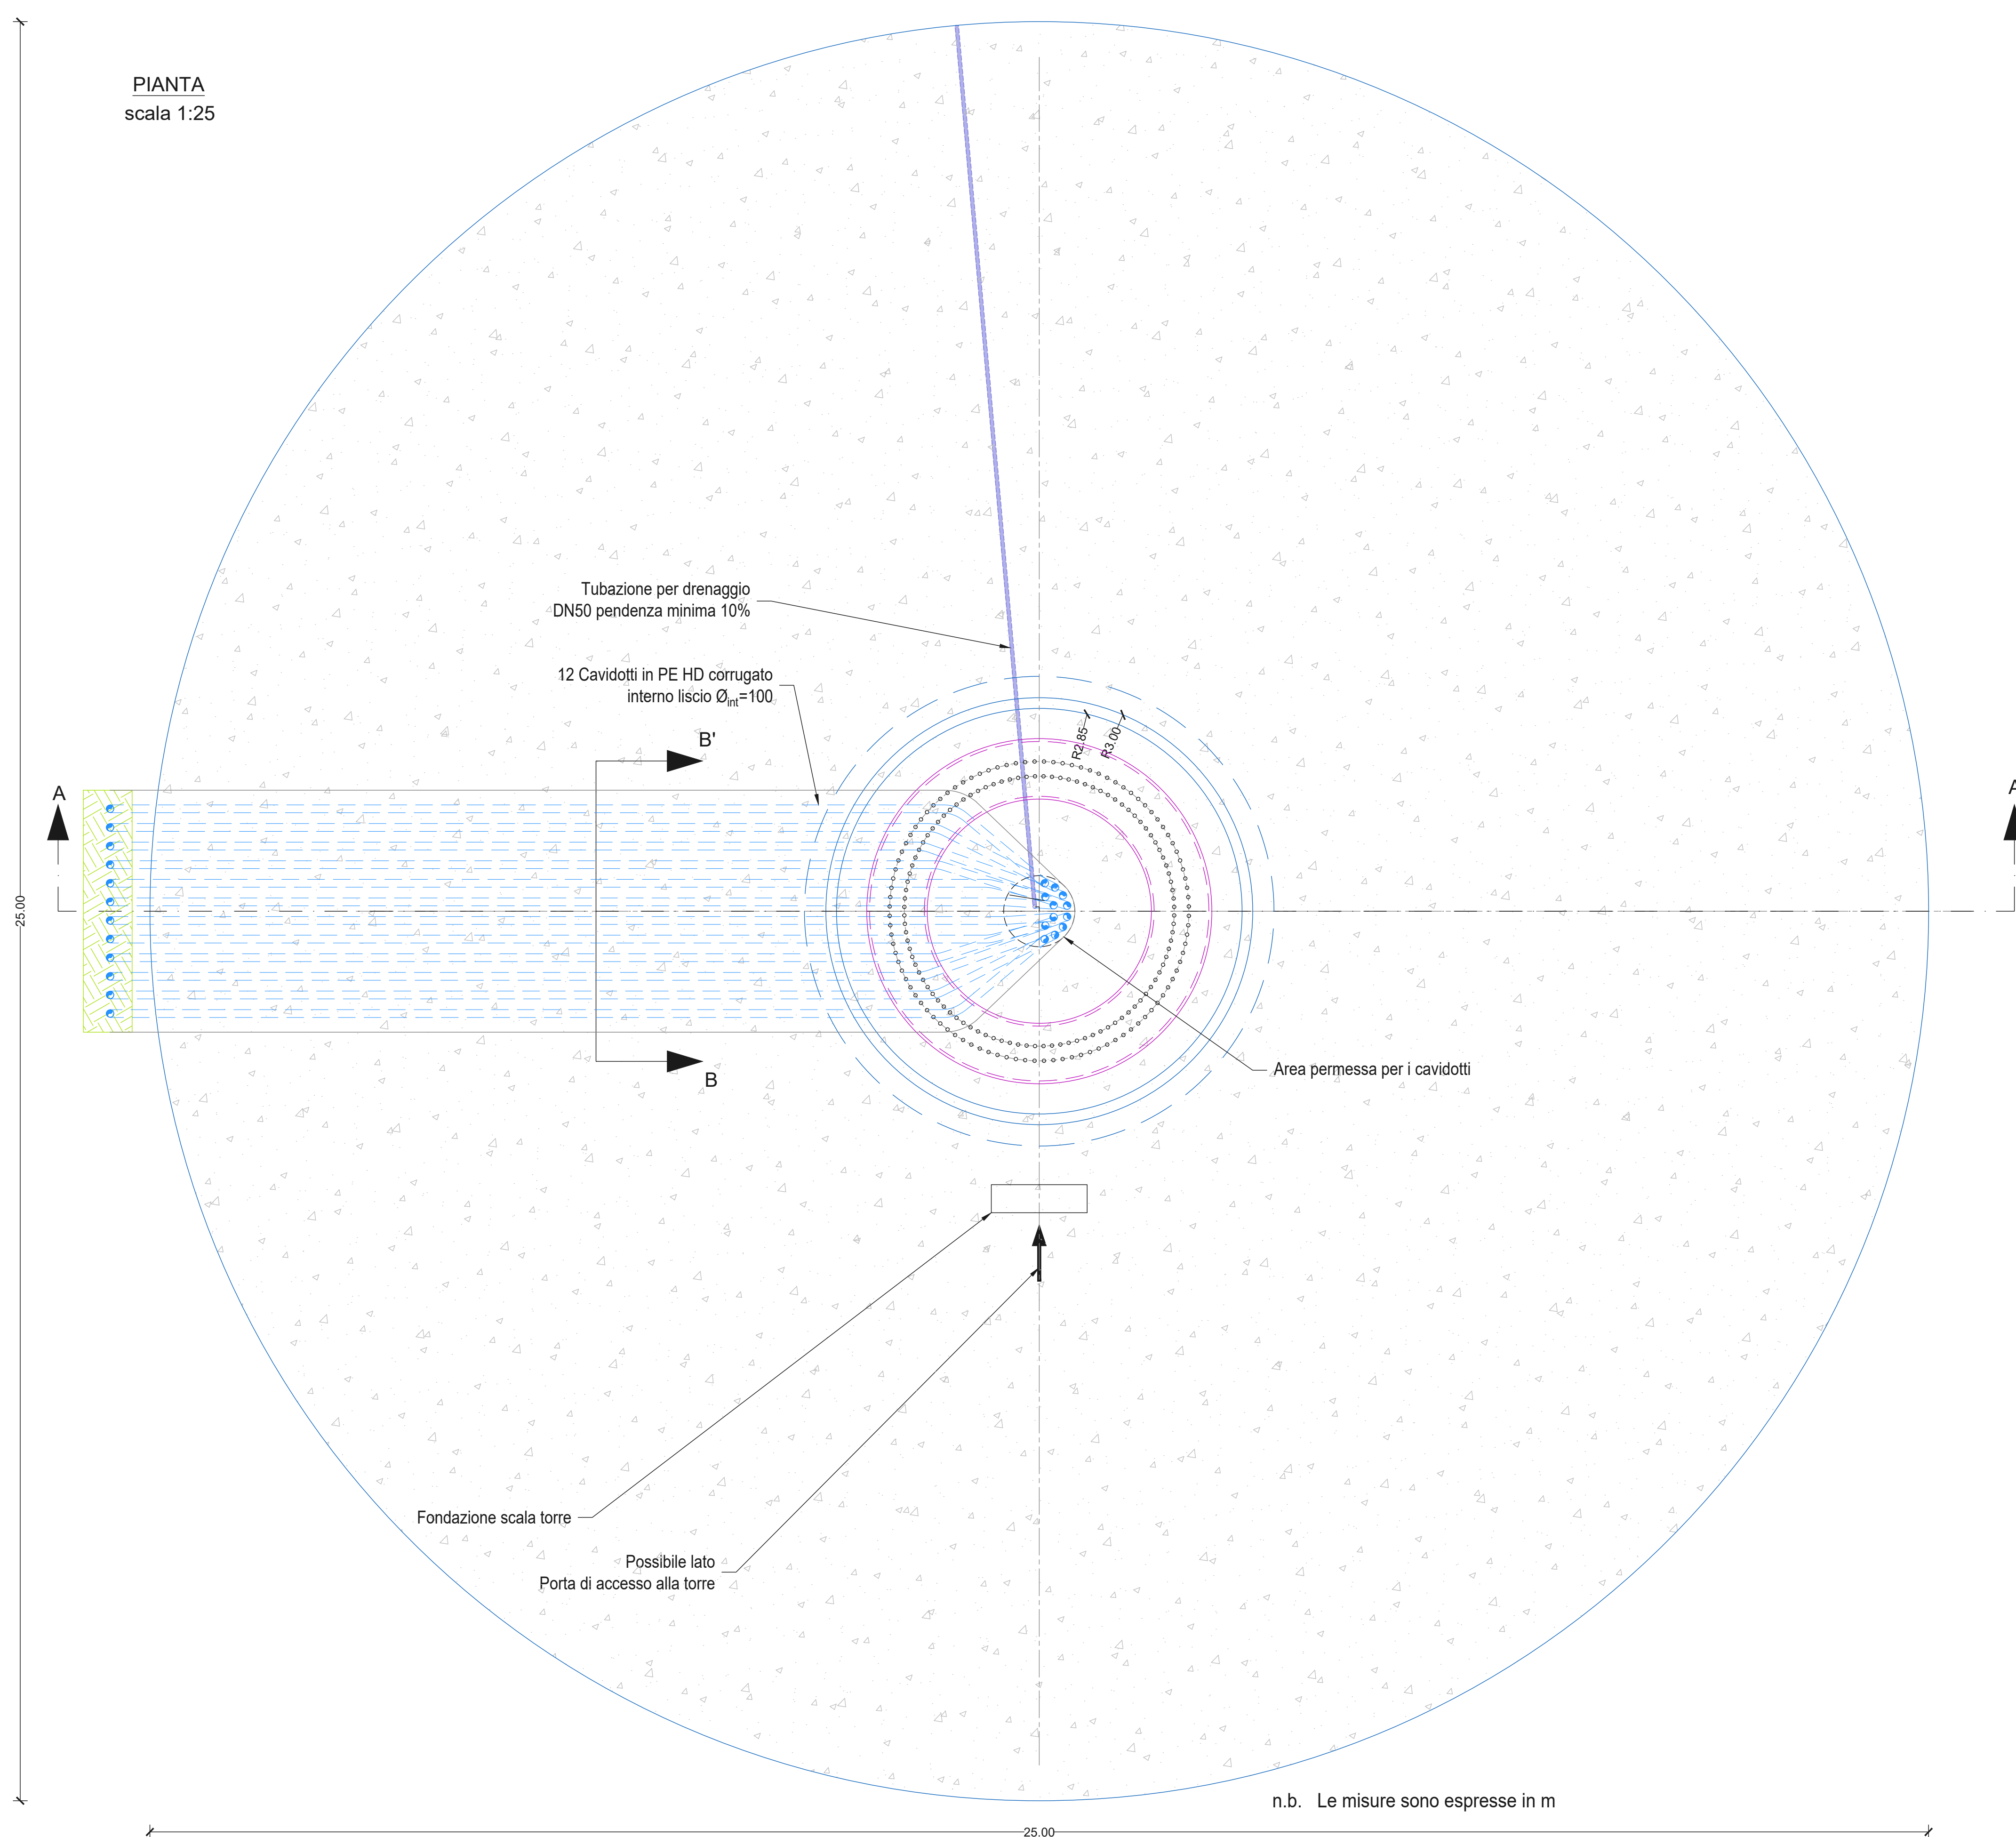 PIANTA
scala 1:25
Tubazione per drenaggio
DN50 pendenza minima 10%
12 Cavidotti in PE HD corrugato
interno liscio Øint=100
R2.85
R3.00
B'
A
A
25.00
B
Area permessa per i cavidotti
Fondazione scala torre
Possibile lato
Porta di accesso alla torre
n.b. Le misure sono espresse in m
25.00